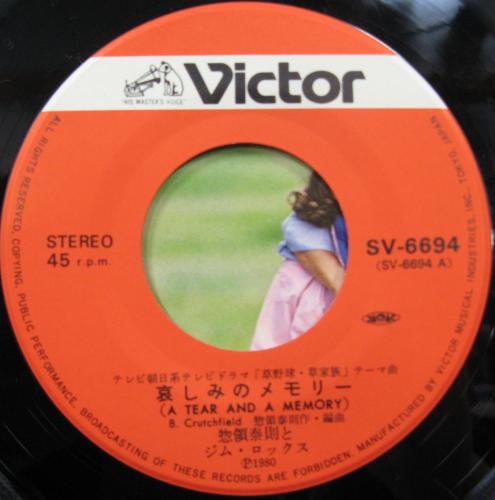 Victor
"HIS MASTER'S VOICE"
STEREO
45 r.p.m.
SV-6694
(SV-6694 A)
テレビ朝日系テレビドラマ「草野球・草家族」テーマ曲
哀しみのメモリー
(A TEAR AND A MEMORY)
B. Crutchfield 惣領泰則作・編曲
惣領泰則と
ジム・ロックス
Ⓟ1980
ALL RIGHTS RESERVED. COPYING, PUBLIC PERFORMANCE, BROADCASTING OF THESE RECORDS ARE FORBIDDEN. MANUFACTURED BY VICTOR MUSICAL INDUSTRIES, INC., TOKYO, JAPAN